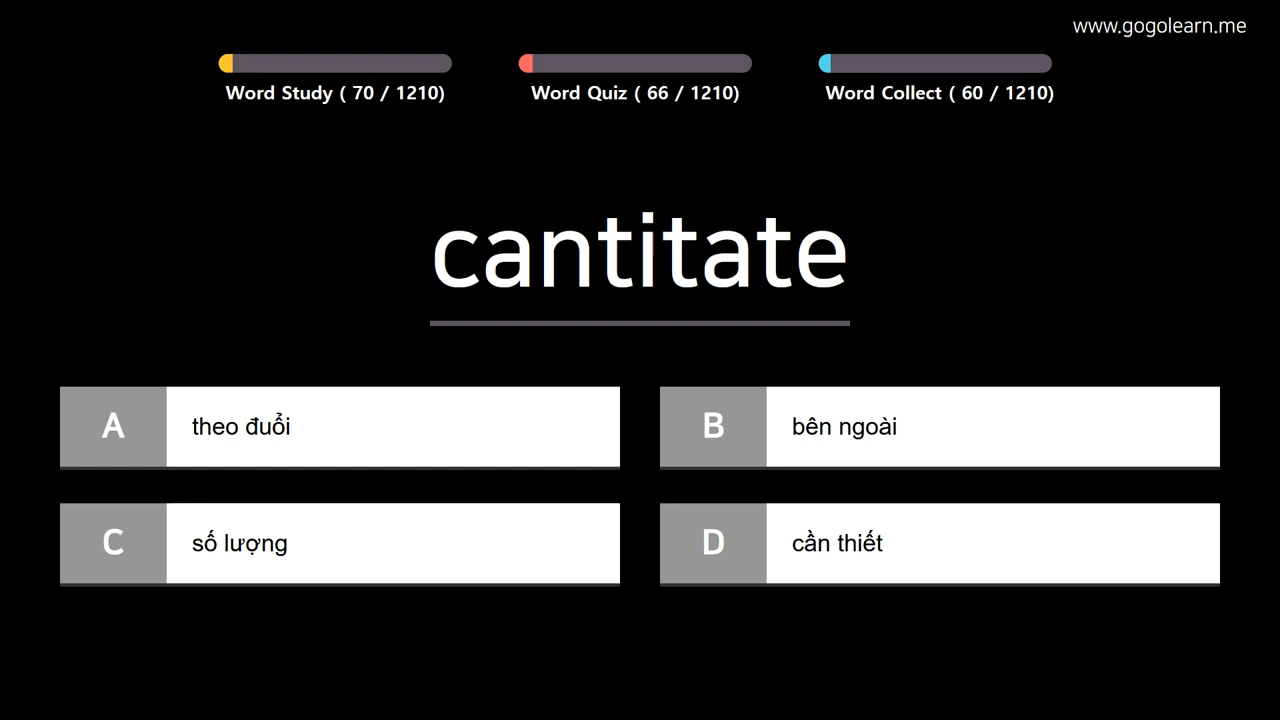 www.gogolearn.me
Word Study ( 70 / 1210)
Word Quiz ( 66 / 1210)
Word Collect ( 60 / 1210)
cantitate
A
theo đuổi
B
bên ngoài
C
số lượng
D
cần thiết